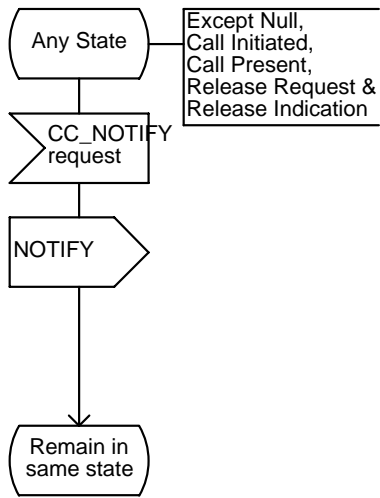 Any State
Except Null,
Call Initiated,
Call Present,
Release Request &
Release Indication
CC_NOTIFY
request
NOTIFY
Remain in
same state